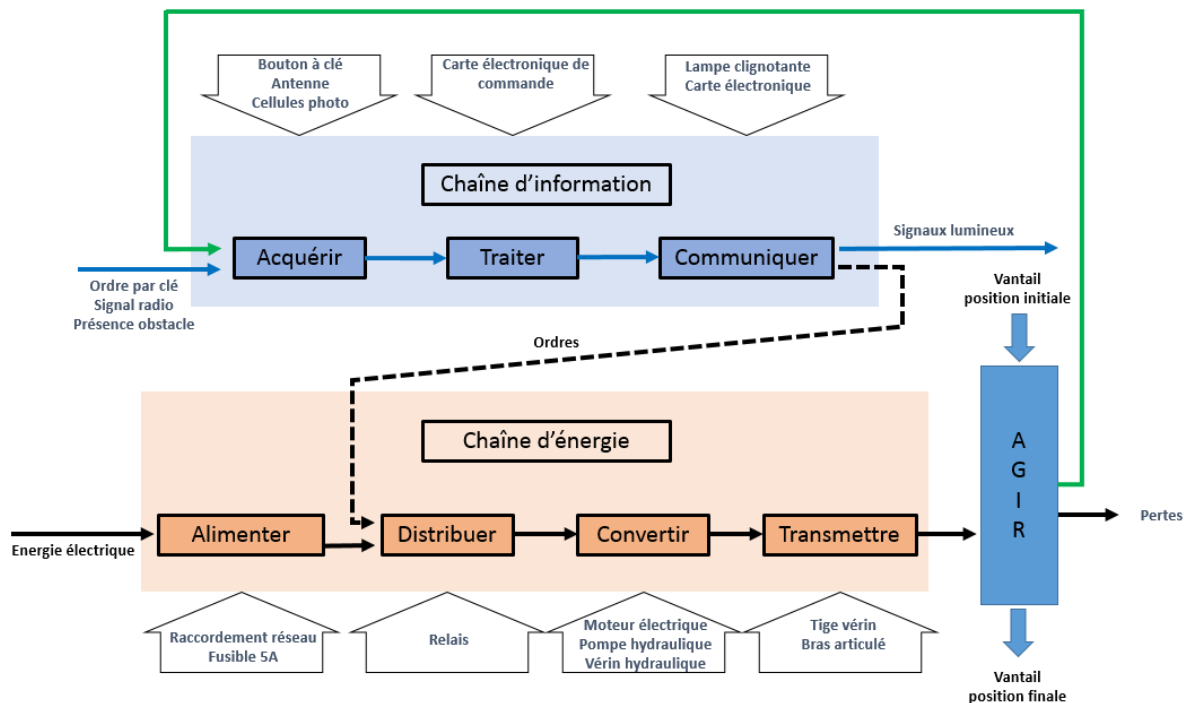 Bouton à clé
Antenne
Cellules photo
Carte électronique de
commande
Lampe clignotante
Carte électronique
Chaîne d’information
Acquérir
Traiter
Communiquer
Signaux lumineux
Ordre par clé
Signal radio
Présence obstacle
Vantail
position initiale
Ordres
Chaîne d’énergie
A
G
I
R
Energie électrique
Alimenter
Distribuer
Convertir
Transmettre
Pertes
Raccordement réseau
Fusible 5A
Relais
Moteur électrique
Pompe hydraulique
Vérin hydraulique
Tige vérin
Bras articulé
Vantail
position finale